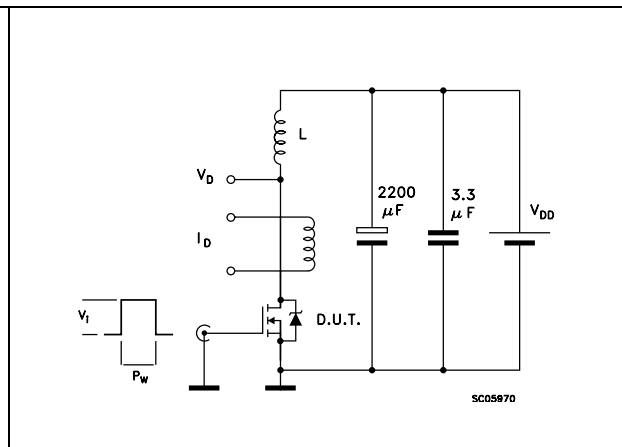 L
V_D
2200
μF
3.3
μF
V_DD
I_D
D.U.T.
V_i
P_W
SC05970